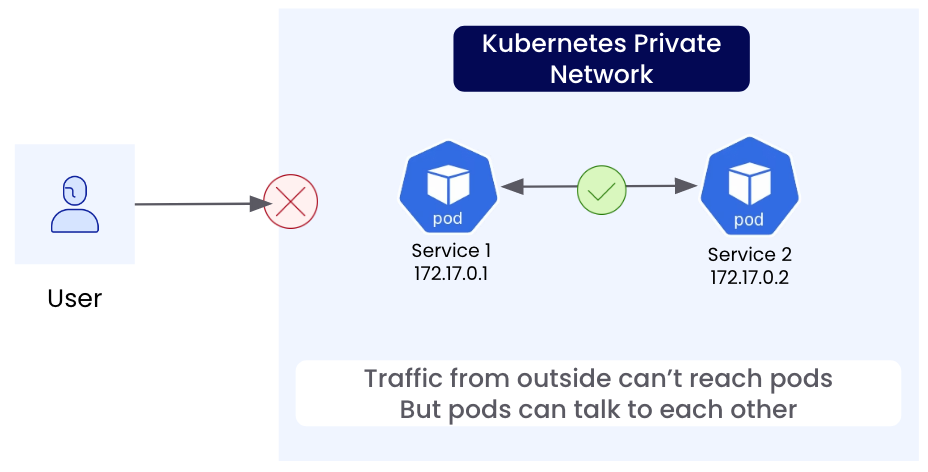 Kubernetes Private
Network
pod
pod
Service 1
172.17.0.1
Service 2
172.17.0.2
User
Traffic from outside can’t reach pods
But pods can talk to each other